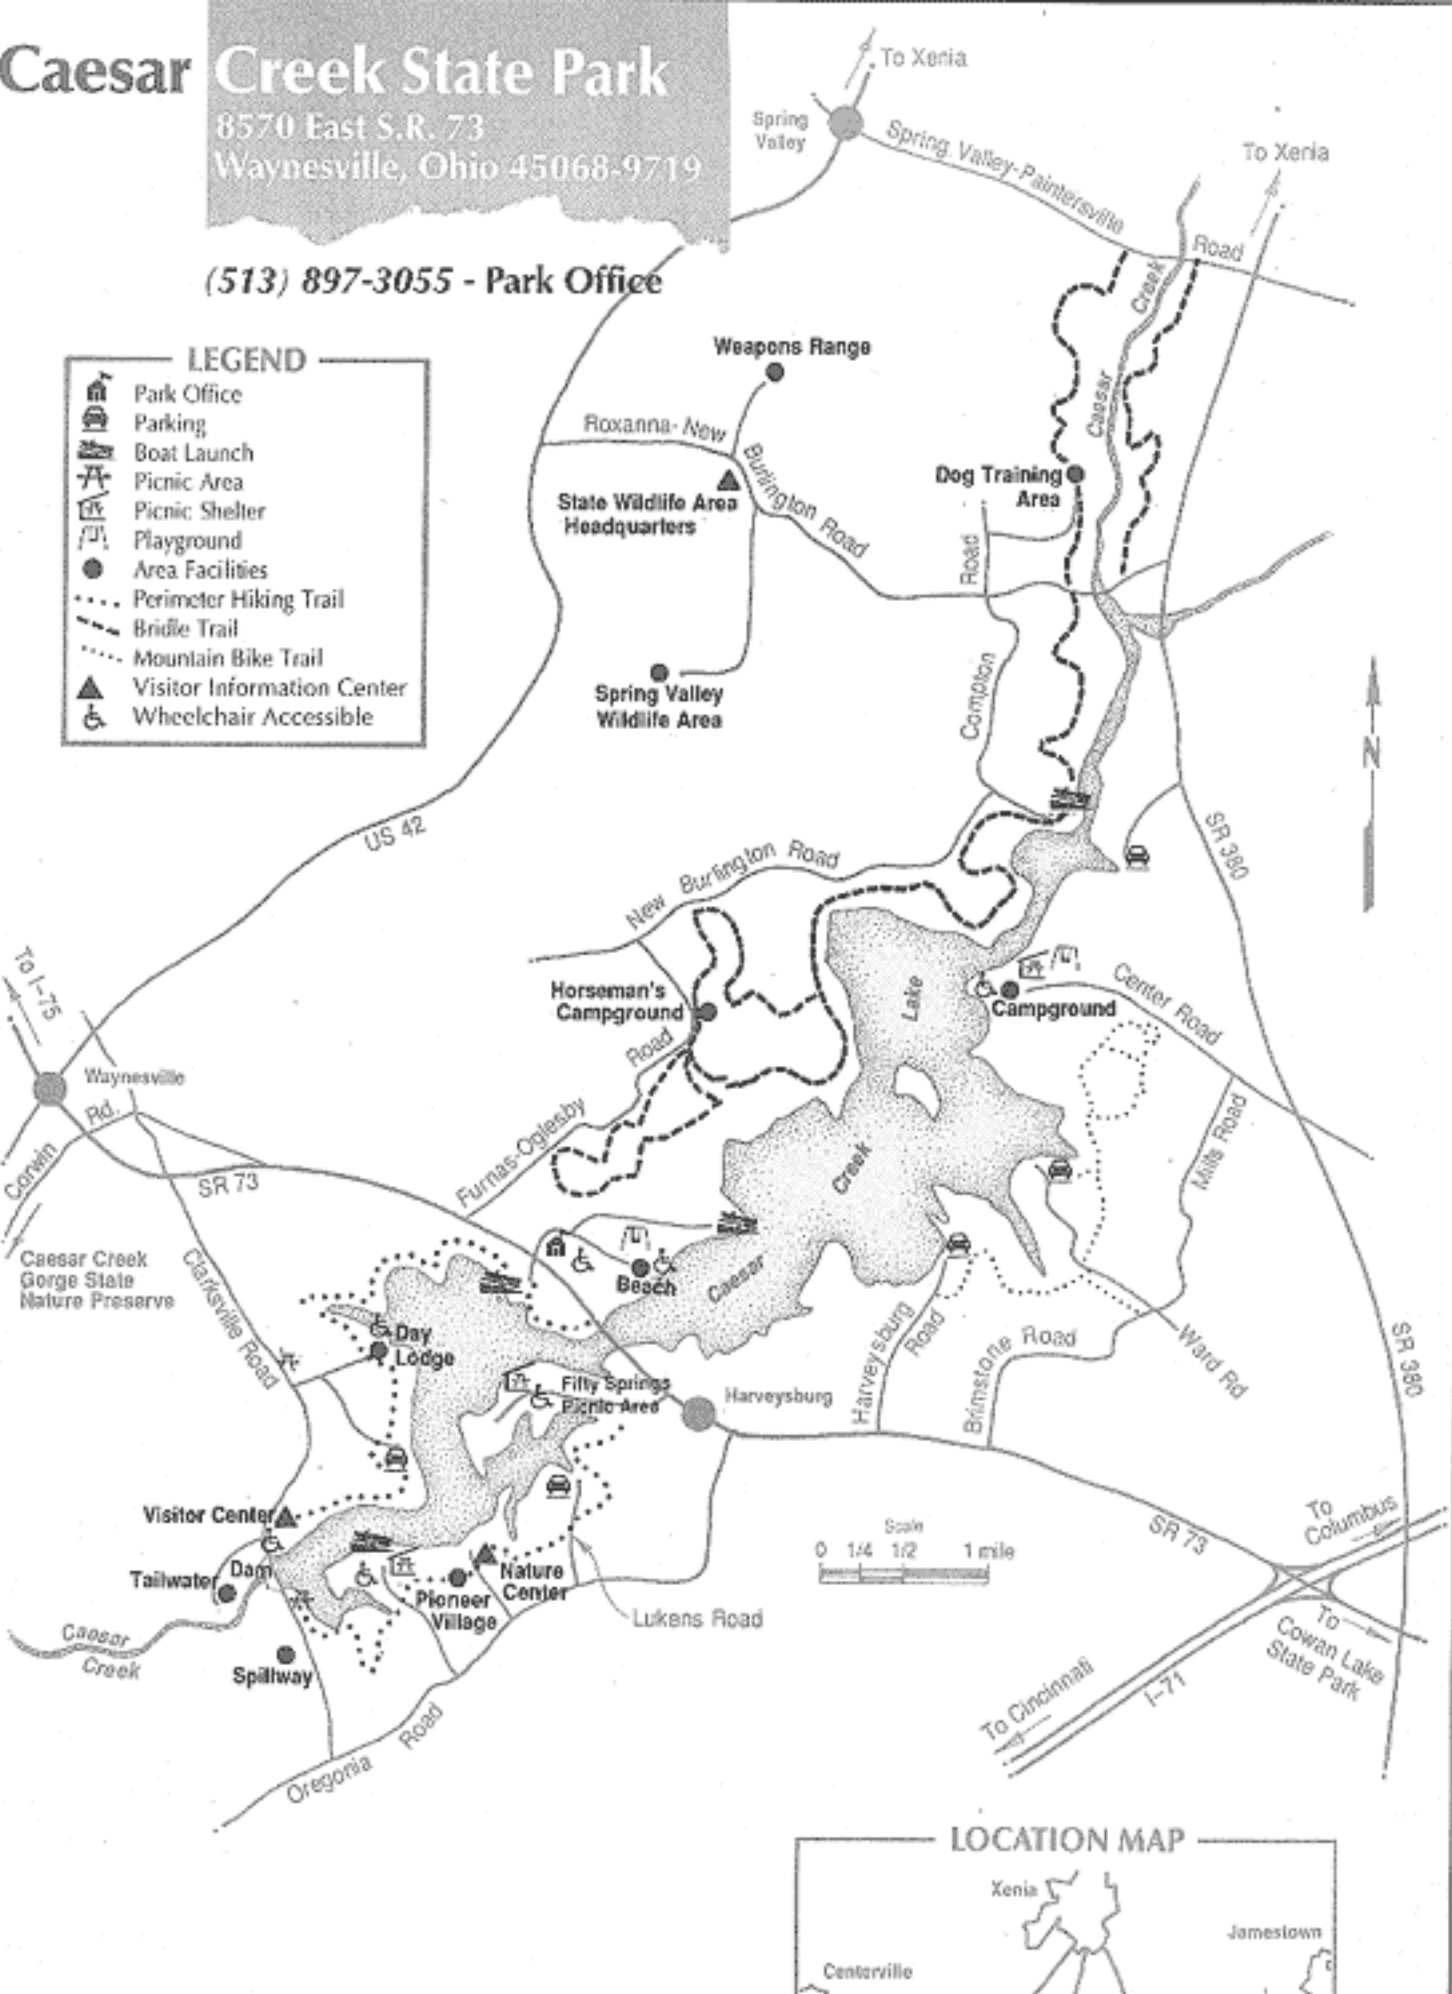 Caesar Creek State Park
8570 East S.R. 73
Waynesville, Ohio 45068-9719
(513) 897-3055 - Park Office
LEGEND
Park Office
Parking
Boat Launch
Picnic Area
Picnic Shelter
Playground
Area Facilities
Perimeter Hiking Trail
Bridle Trail
Mountain Bike Trail
Visitor Information Center
Wheelchair Accessible
To Xenia
Spring
Valley
Spring Valley-Paintersville
Road
To Xenia
Creek
Caesar
Weapons Range
Roxanna-New
Burlington Road
State Wildlife Area
Headquarters
Dog Training
Area
Road
Compton
Spring Valley
Wildlife Area
N
US 42
SR 380
New Burlington Road
To I-75
Horseman's
Campground
Road
Furnas-Oglesby
Lake
Campground
Center Road
Waynesville
Corwin Rd.
SR 73
Mills Road
Creek
Caesar Creek
Gorge State
Nature Preserve
Clarksville Road
Beach
Caesar
Day
Lodge
Harveysburg
Road
Brimstone Road
Ward Rd
SR 380
Fifty Springs
Picnic Area
Harveysburg
Visitor Center
Dam
Tailwater
Caesar
Creek
Spillway
Pioneer
Village
Nature
Center
Lukens Road
Oregonia Road
Scale
0 1/4 1/2 1 mile
SR 73
To
Columbus
To
Cowan Lake
State Park
To Cincinnati
I-71
LOCATION MAP
Xenia
Jamestown
Centerville